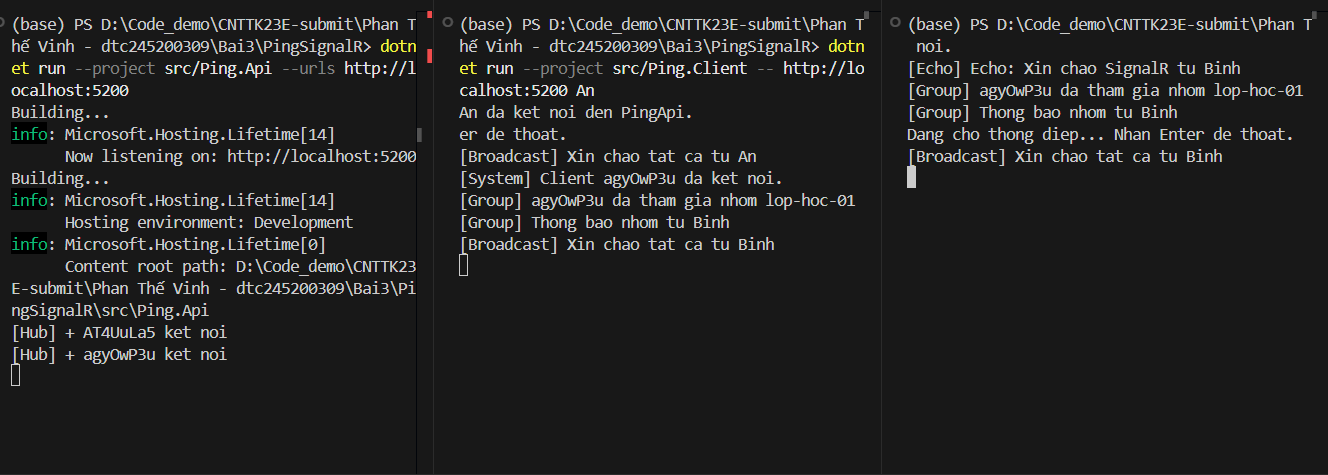 (base) PS D:\Code_demo\CNTTK23E-submit\Phan T
hế Vinh - dtc245200309\Bai3\PingSignalR> dotn
et run --project src/Ping.Api --urls http://l
ocalhost:5200
Building...
info: Microsoft.Hosting.Lifetime[14]
Now listening on: http://localhost:5200
Building...
info: Microsoft.Hosting.Lifetime[14]
Hosting environment: Development
info: Microsoft.Hosting.Lifetime[0]
Content root path: D:\Code_demo\CNTTK23
E-submit\Phan Thế Vinh - dtc245200309\Bai3\Pi
ngSignalR\src\Ping.Api
[Hub] + AT4UuLa5 ket noi
[Hub] + agyOwP3u ket noi
(base) PS D:\Code_demo\CNTTK23E-submit\Phan T
hế Vinh - dtc245200309\Bai3\PingSignalR> dotn
et run --project src/Ping.Client -- http://lo
calhost:5200 An
An da ket noi den PingApi.
er de thoat.
[Broadcast] Xin chao tat ca tu An
[System] Client agyOwP3u da ket noi.
[Group] agyOwP3u da tham gia nhom lop-hoc-01
[Group] Thong bao nhom tu Binh
[Broadcast] Xin chao tat ca tu Binh
(base) PS D:\Code_demo\CNTTK23E-submit\Phan T
noi.
[Echo] Echo: Xin chao SignalR tu Binh
[Group] agyOwP3u da tham gia nhom lop-hoc-01
[Group] Thong bao nhom tu Binh
Dang cho thong diep... Nhan Enter de thoat.
[Broadcast] Xin chao tat ca tu Binh